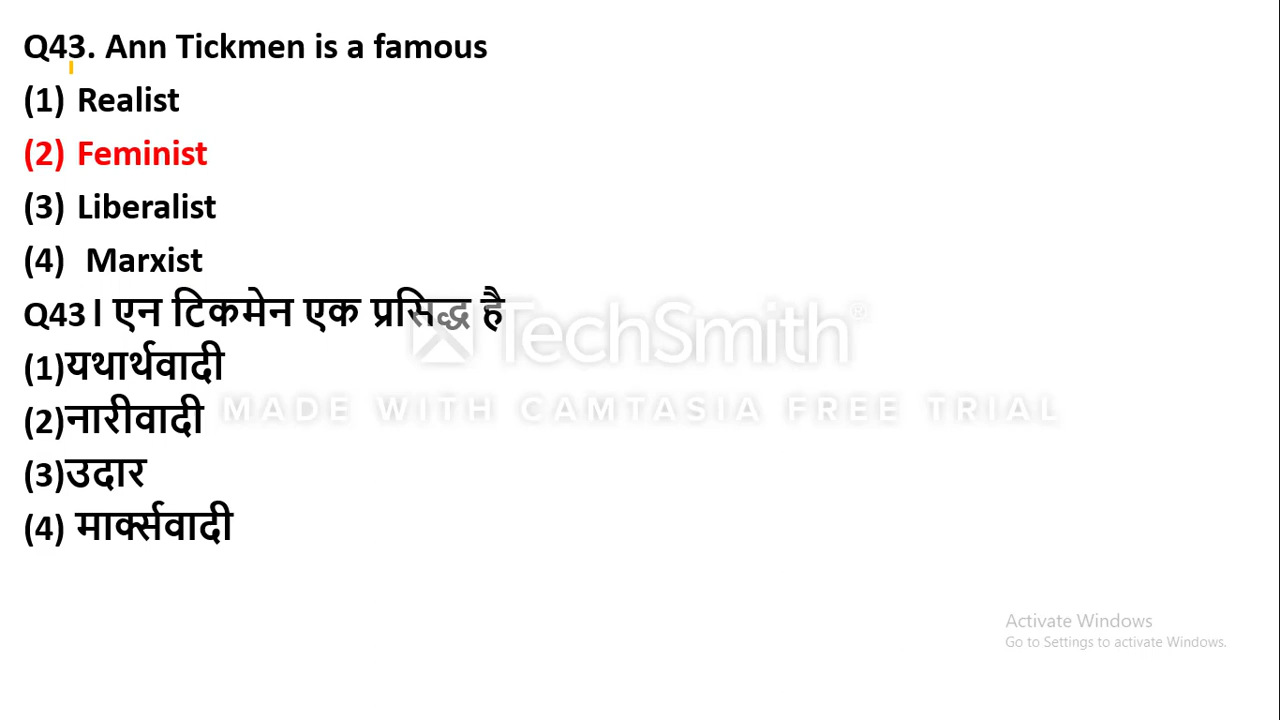 Q43. Ann Tickmen is a famous
(1) Realist
(2) Feminist
(3) Liberalist
(4) Marxist
Q43। एन टिकमेन एक प्रसिद्ध है
(1)यथार्थवादी
(2)नारीवादी
(3)उदार
(4) मार्क्सवादी
TechSmith®
MADE WITH CAMTASIA FREE TRIAL
Activate Windows
Go to Settings to activate Windows.